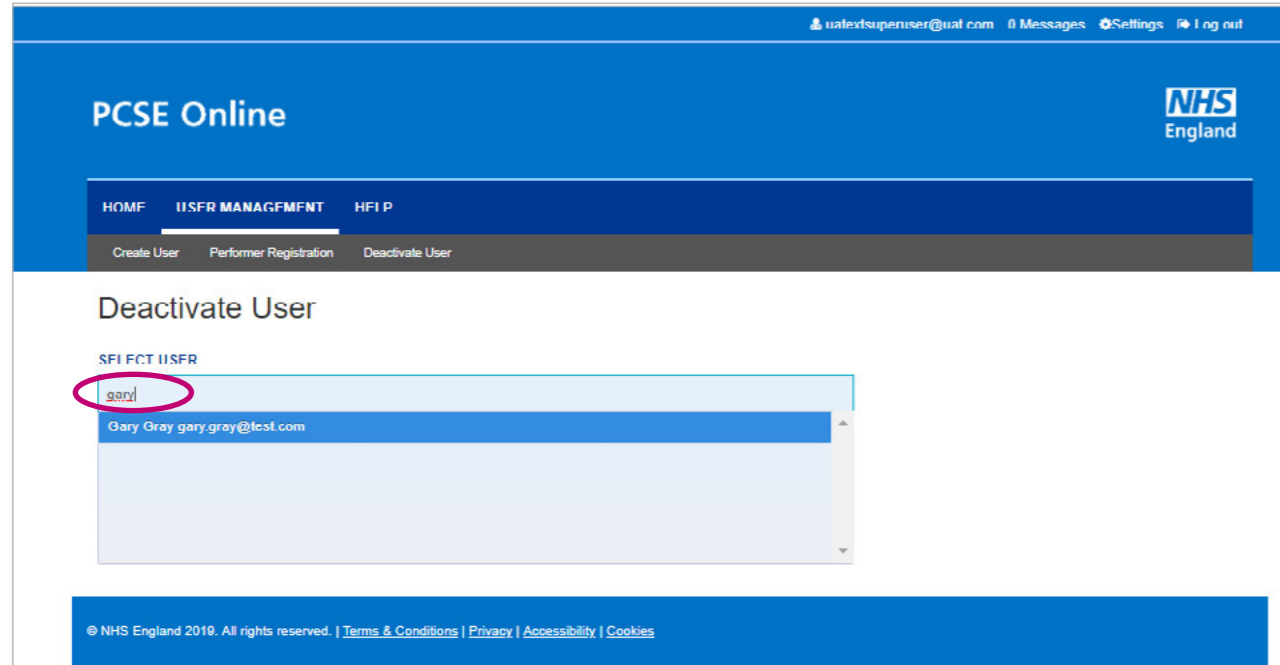 uatextsuperuser@uat.com 0 Messages Settings Log out
PCSE Online
NHS
England
HOME USER MANAGEMENT HELP
Create User Performer Registration Deactivate User
Deactivate User
SELECT USER
gary
Gary Gray gary.gray@test.com
© NHS England 2019. All rights reserved. | Terms & Conditions | Privacy | Accessibility | Cookies